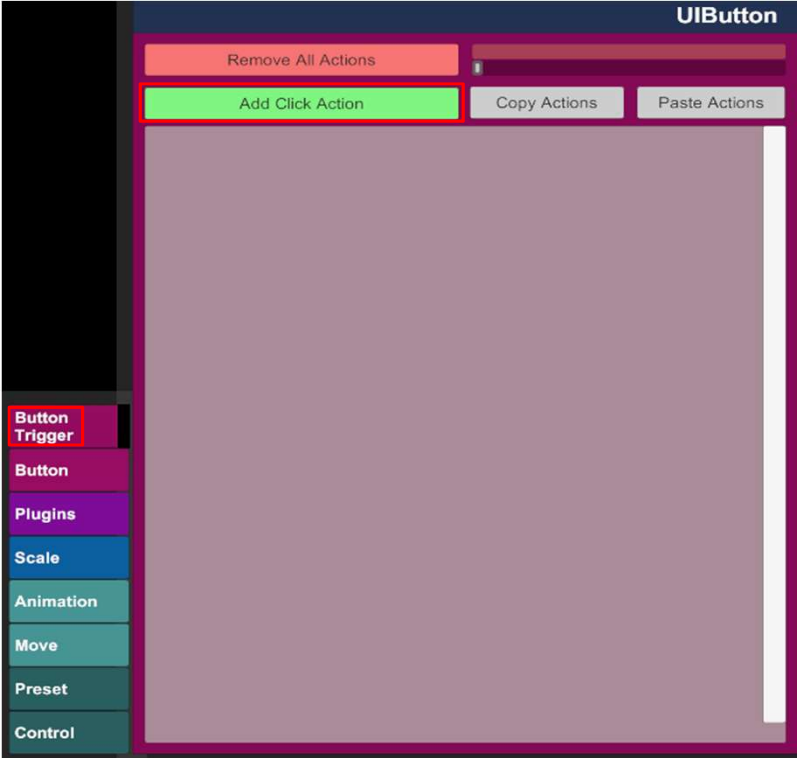 UIButton
Remove All Actions
Add Click Action
Copy Actions
Paste Actions
Button
Trigger
Button
Plugins
Scale
Animation
Move
Preset
Control